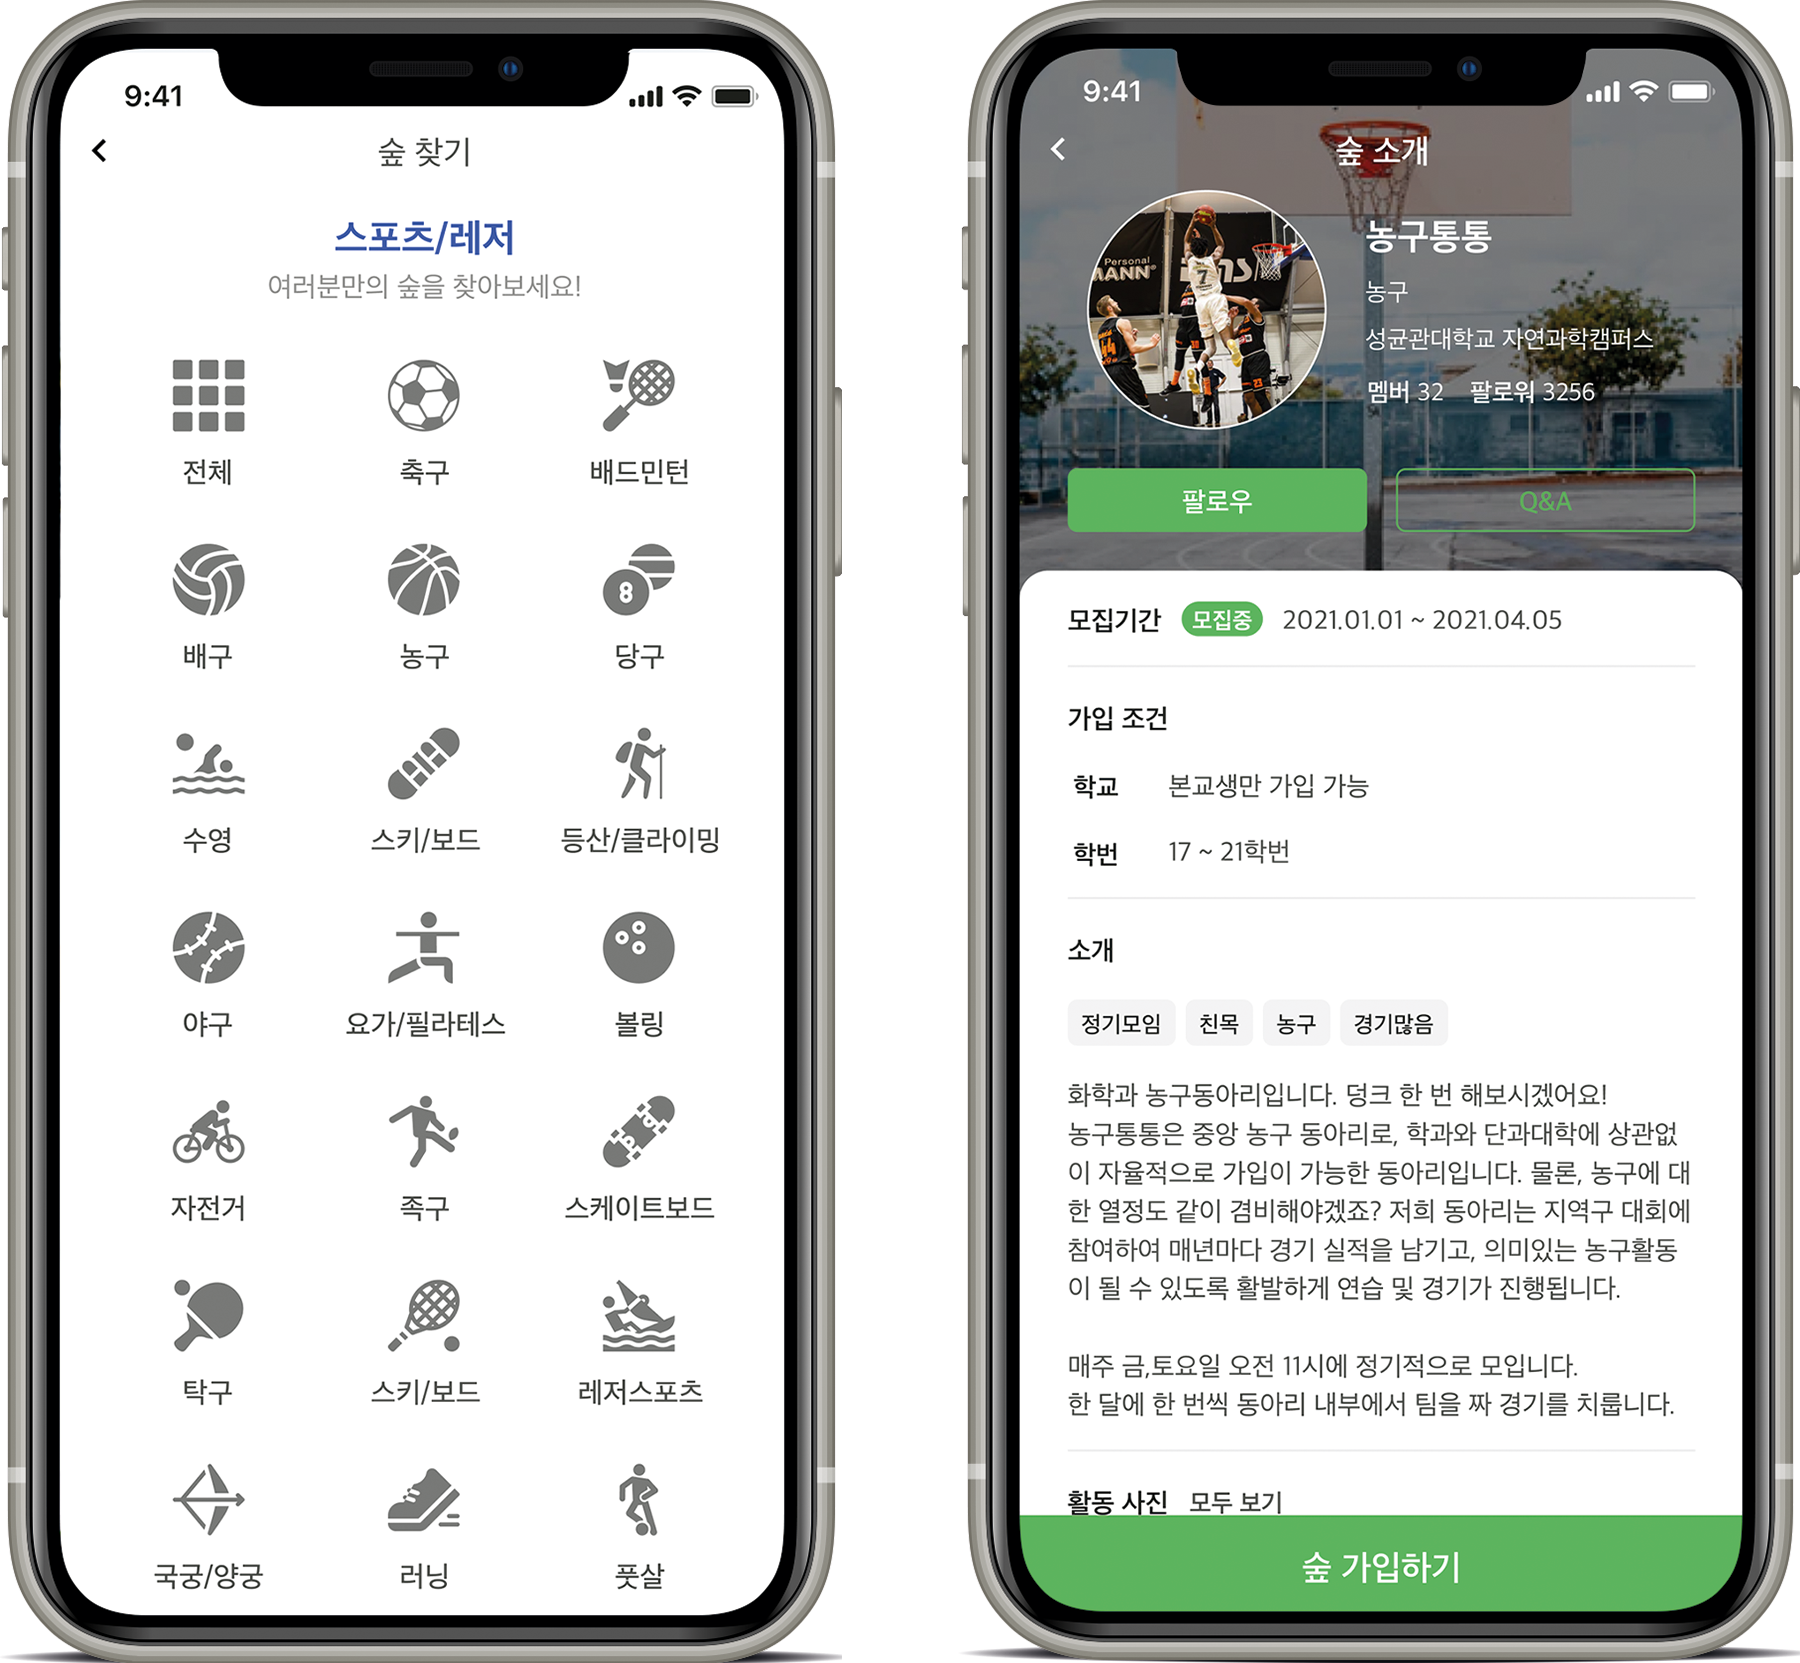 9:41
숲 찾기
스포츠/레저
여러분만의 숲을 찾아보세요!
전체 축구 배드민턴
8
배구 농구 당구
수영 스키/보드 등산/클라이밍
야구 요가/필라테스 볼링
자전거 족구 스케이트보드
탁구 스키/보드 레저스포츠
국궁/양궁 러닝 풋살
9:41
숲 소개
Personal
MANN
7
44
23
농구통통
농구
성균관대학교 자연과학캠퍼스
멤버 32 팔로워 3256
팔로우 Q&A
모집기간 모집중 2021.01.01 ~ 2021.04.05
가입 조건
학교 본교생만 가입 가능
학번 17 ~ 21학번
소개
정기모임 친목 농구 경기많음
화학과 농구동아리입니다. 덩크 한 번 해보시겠어요!
농구통통은 중앙 농구 동아리로, 학과와 단과대학에 상관없
이 자율적으로 가입이 가능한 동아리입니다. 물론, 농구에 대
한 열정도 같이 겸비해야겠죠? 저희 동아리는 지역구 대회에
참여하여 매년마다 경기 실적을 남기고, 의미있는 농구활동
이 될 수 있도록 활발하게 연습 및 경기가 진행됩니다.
매주 금,토요일 오전 11시에 정기적으로 모입니다.
한 달에 한 번씩 동아리 내부에서 팀을 짜 경기를 치룹니다.
활동 사진 모두 보기
숲 가입하기